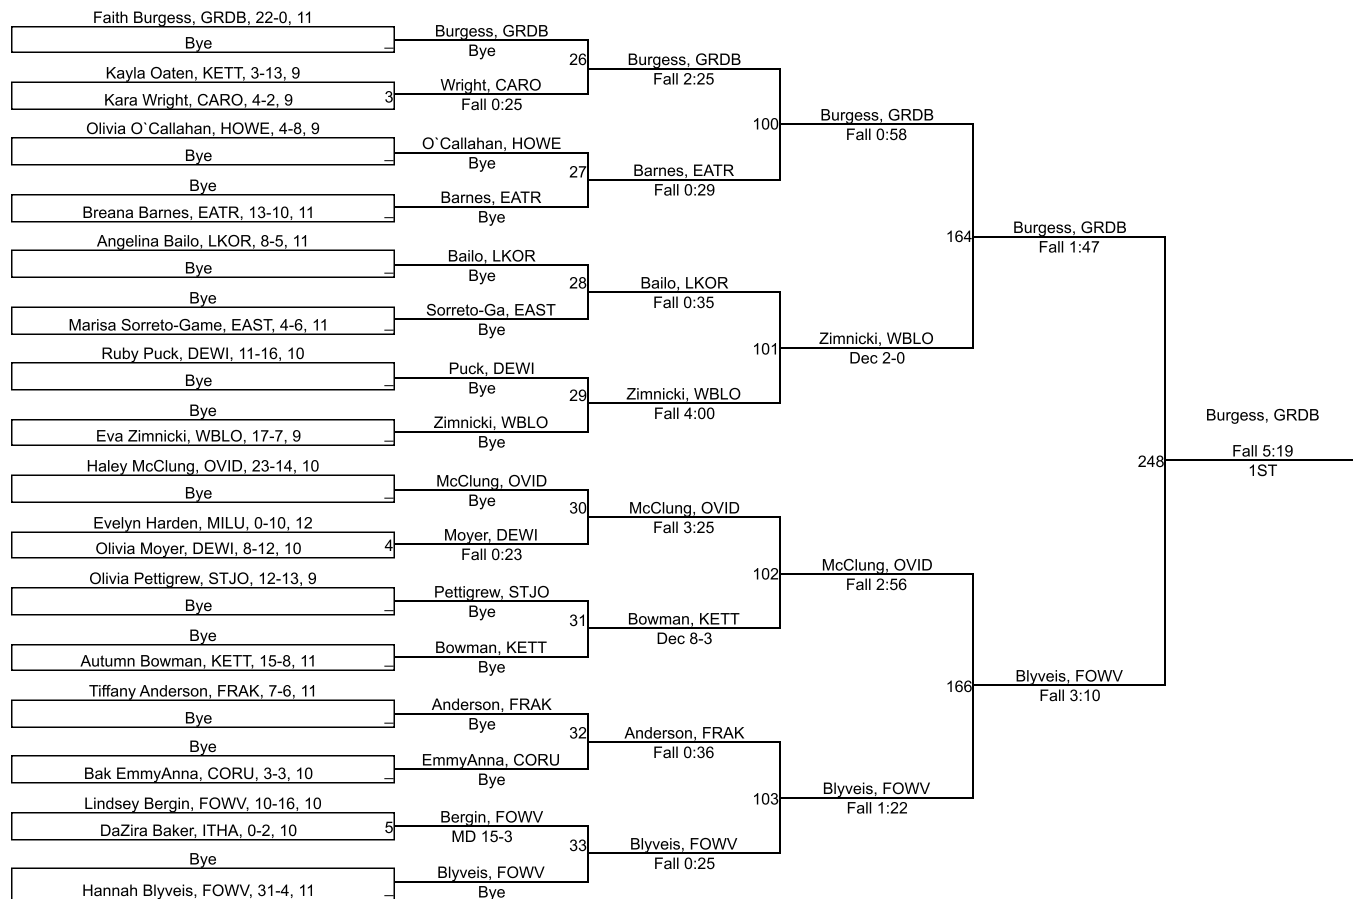 Faith Burgess, GRDB, 22-0, 11
Bye
_
Kayla Oaten, KETT, 3-13, 9
Kara Wright, CARO, 4-2, 9
3
Olivia O`Callahan, HOWE, 4-8, 9
Bye
_
Bye
Breana Barnes, EATR, 13-10, 11
_
Angelina Bailo, LKOR, 8-5, 11
Bye
_
Bye
Marisa Sorreto-Game, EAST, 4-6, 11
_
Ruby Puck, DEWI, 11-16, 10
Bye
_
Bye
Eva Zimnicki, WBLO, 17-7, 9
_
Haley McClung, OVID, 23-14, 10
Bye
_
Evelyn Harden, MILU, 0-10, 12
Olivia Moyer, DEWI, 8-12, 10
4
Olivia Pettigrew, STJO, 12-13, 9
Bye
_
Bye
Autumn Bowman, KETT, 15-8, 11
_
Tiffany Anderson, FRAK, 7-6, 11
Bye
_
Bye
Bak EmmyAnna, CORU, 3-3, 10
_
Lindsey Bergin, FOWV, 10-16, 10
DaZira Baker, ITHA, 0-2, 10
5
Bye
Hannah Blyveis, FOWV, 31-4, 11
_
Burgess, GRDB
Bye
26
Wright, CARO
Fall 0:25
O`Callahan, HOWE
Bye
27
Barnes, EATR
Bye
Bailo, LKOR
Bye
28
Sorreto-Ga, EAST
Bye
Puck, DEWI
Bye
29
Zimnicki, WBLO
Bye
McClung, OVID
Bye
30
Moyer, DEWI
Fall 0:23
Pettigrew, STJO
Bye
31
Bowman, KETT
Bye
Anderson, FRAK
Bye
32
EmmyAnna, CORU
Bye
Bergin, FOWV
MD 15-3
33
Blyveis, FOWV
Bye
Burgess, GRDB
Fall 2:25
100
Barnes, EATR
Fall 0:29
Bailo, LKOR
Fall 0:35
101
Zimnicki, WBLO
Fall 4:00
McClung, OVID
Fall 3:25
102
Bowman, KETT
Dec 8-3
Anderson, FRAK
Fall 0:36
103
Blyveis, FOWV
Fall 0:25
Burgess, GRDB
Fall 0:58
164
Zimnicki, WBLO
Dec 2-0
McClung, OVID
Fall 2:56
166
Blyveis, FOWV
Fall 1:22
Burgess, GRDB
Fall 1:47
248
Blyveis, FOWV
Fall 3:10
Burgess, GRDB
Fall 5:19
1ST